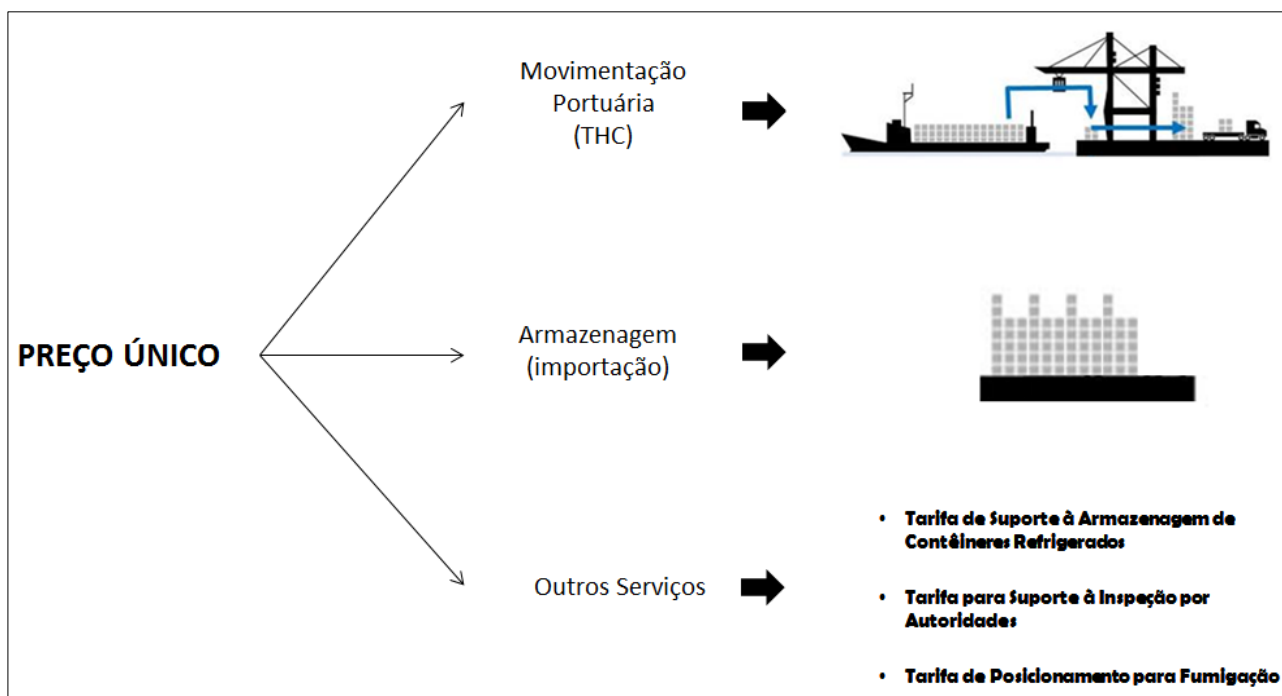 Movimentação
Portuária
(THC)
PREÇO ÚNICO
Armazenagem
(importação)
Outros Serviços
• Tarifa de Suporte à Armazenagem de
Contêineres Refrigerados
• Tarifa para Suporte à Inspeção por
Autoridades
• Tarifa de Posicionamento para Fumigação